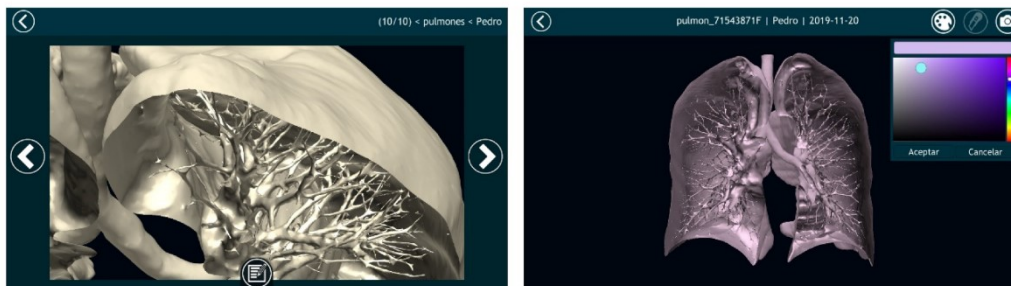 (10/10) < pulmones < Pedro
pulmon_71543871F | Pedro | 2019-11-20
Aceptar Cancelar